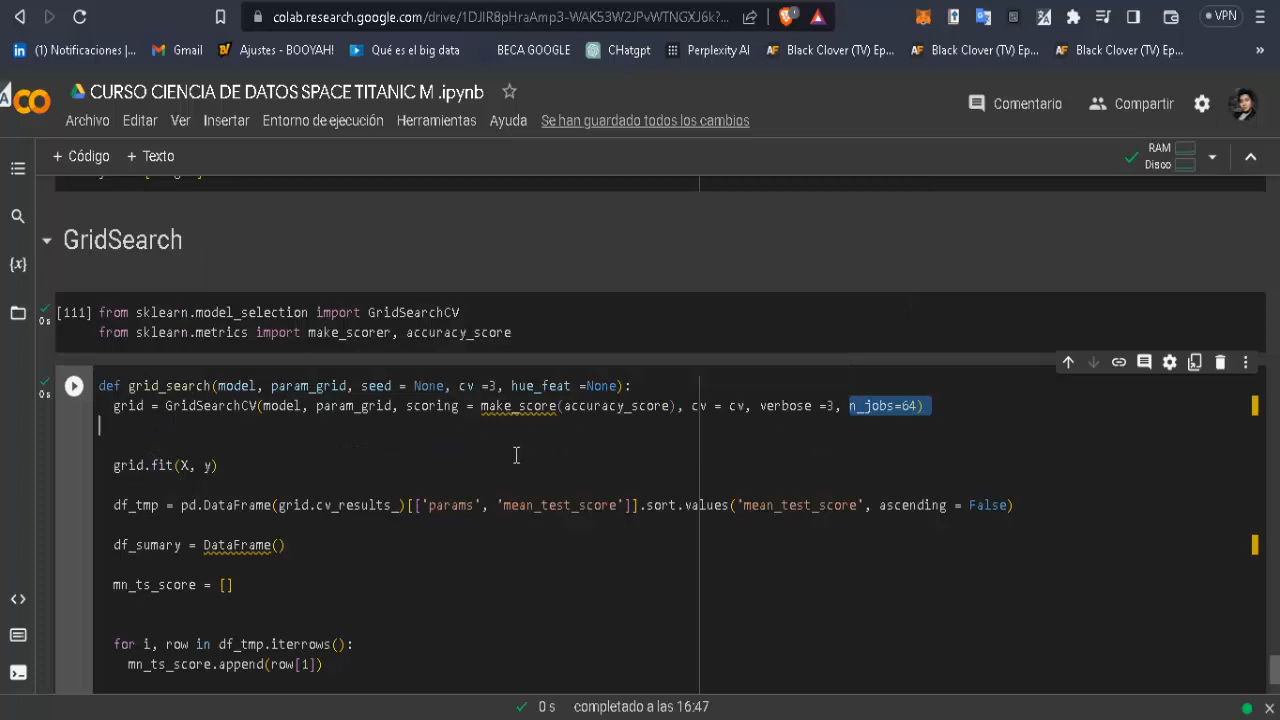 colab.research.google.com/drive/1DJIR8pHraAmp3-WAK53W2JPvWTNGXJ6k?...
VPN
(1) Notificaciones |...
Gmail
Ajustes - BOOYAH!
Qué es el big data
BECA GOOGLE
CHatgpt
Perplexity AI
Black Clover (TV) Ep...
Black Clover (TV) Ep...
Black Clover (TV) Ep...
»
CURSO CIENCIA DE DATOS SPACE TITANIC M .ipynb
Comentario
Compartir
Archivo Editar Ver Insertar Entorno de ejecución Herramientas Ayuda Se han guardado todos los cambios
+ Código + Texto
RAM
Disco
GridSearch
[111] from sklearn.model_selection import GridSearchCV
0s
from sklearn.metrics import make_scorer, accuracy_score
def grid_search(model, param_grid, seed = None, cv =3, hue_feat =None):
0s
grid = GridSearchCV(model, param_grid, scoring = make_score(accuracy_score), cv = cv, verbose =3, n_jobs=64)
grid.fit(X, y)
df_tmp = pd.DataFrame(grid.cv_results_)[['params', 'mean_test_score']].sort.values('mean_test_score', ascending = False)
df_sumary = DataFrame()
mn_ts_score = []
for i, row in df_tmp.iterrows():
mn_ts_score.append(row[1])
0 s completado a las 16:47